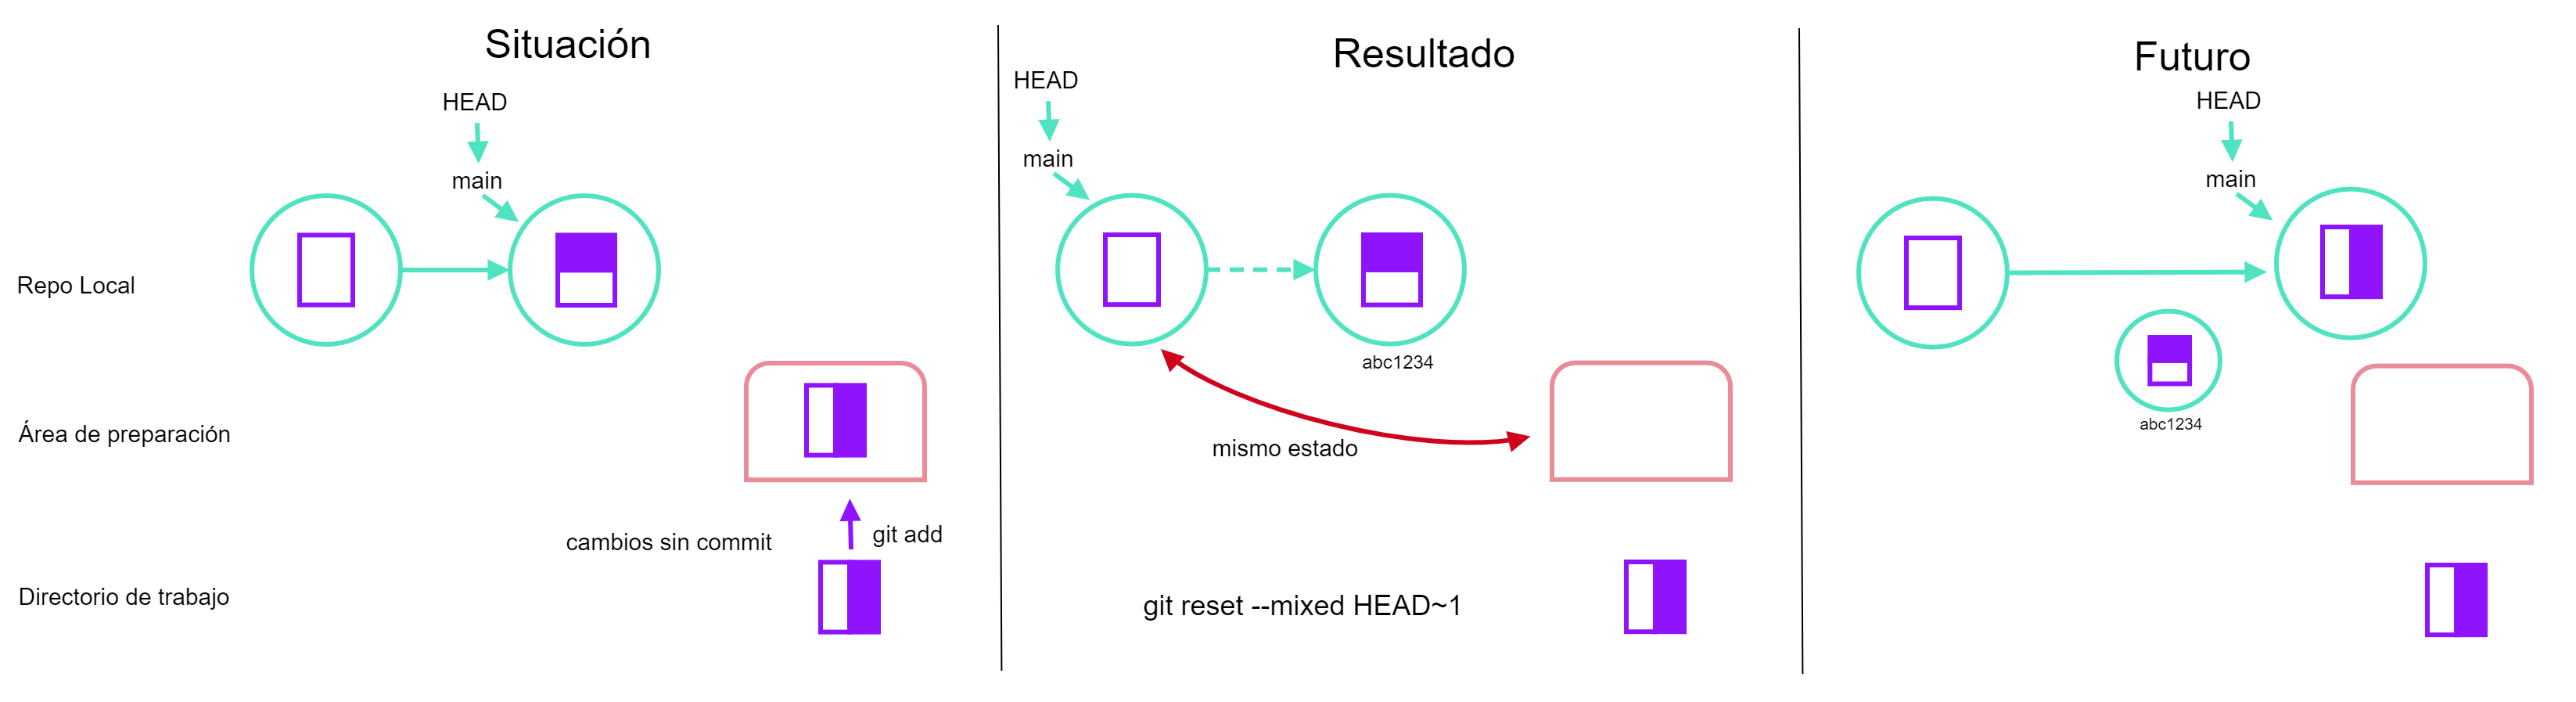 Situación
HEAD
main
Repo Local
Área de preparación
cambios sin commit
git add
Directorio de trabajo
Resultado
HEAD
main
abc1234
mismo estado
git reset --mixed HEAD~1
Futuro
HEAD
main
abc1234